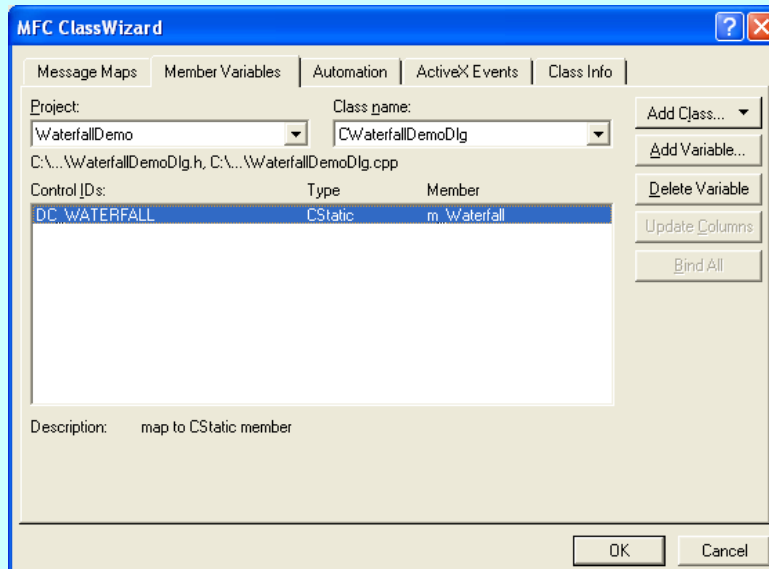 MFC ClassWizard
Message Maps Member Variables Automation ActiveX Events Class Info
Project: Class name:
WaterfallDemo CWaterfallDemoDlg
C:\...\WaterfallDemoDlg.h, C:\...\WaterfallDemoDlg.cpp
Control IDs: Type Member
DC_WATERFALL CStatic m_Waterfall
Add Class...
Add Variable...
Delete Variable
Update Columns
Bind All
Description: map to CStatic member
OK Cancel